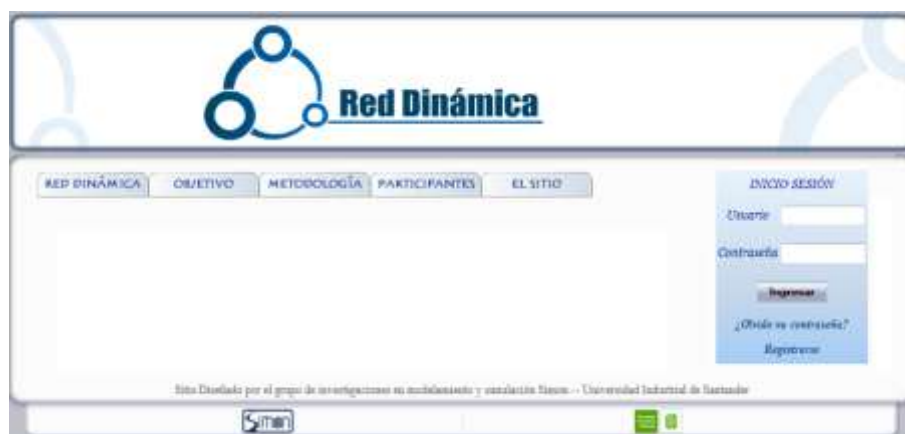 Red Dinámica
RED DINÁMICA OBJETIVO METODOLOGÍA PARTICIPANTES EL SITIO
INICIO SESIÓN
Usuario
Contraseña
Ingresar
¿Olvido su contraseña?
Registrarse
Sitio Diseñado por el grupo de investigaciones en modelamiento y simulación Simon -- Universidad Industrial de Santander
Simon